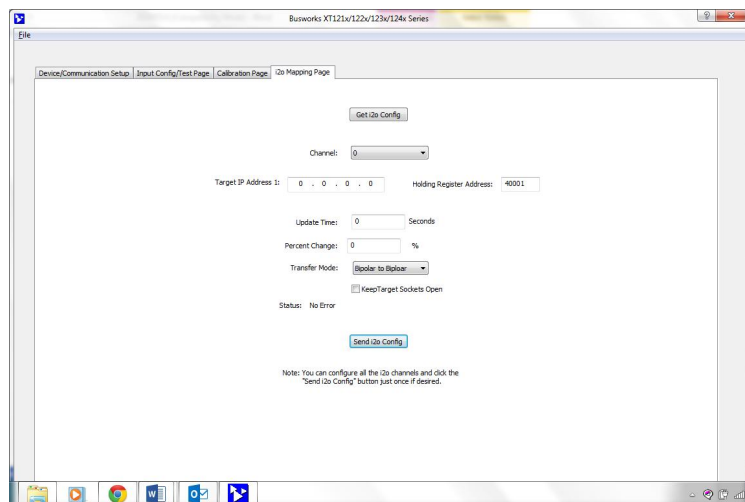 Busworks XT121x/122x/123x/124x Series
File
Device/Communication Setup Input Config/Test Page Calibration Page i2o Mapping Page
Get i2o Config
Channel: 0
Target IP Address 1: 0 . 0 . 0 . 0 Holding Register Address: 40001
Update Time: 0 Seconds
Percent Change: 0 %
Transfer Mode: Bipolar to Biploar
KeepTarget Sockets Open
Status: No Error
Send i2o Config
Note: You can configure all the i2o channels and click the
"Send i2o Config" button just once if desired.